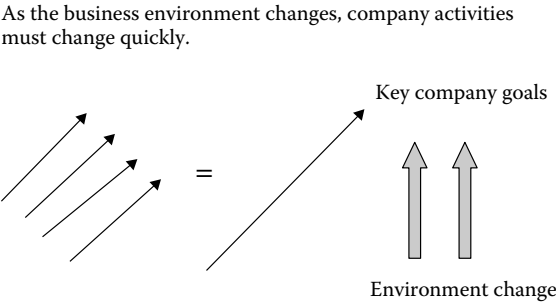 As the business environment changes, company activities
must change quickly.
Key company goals
=
Environment change